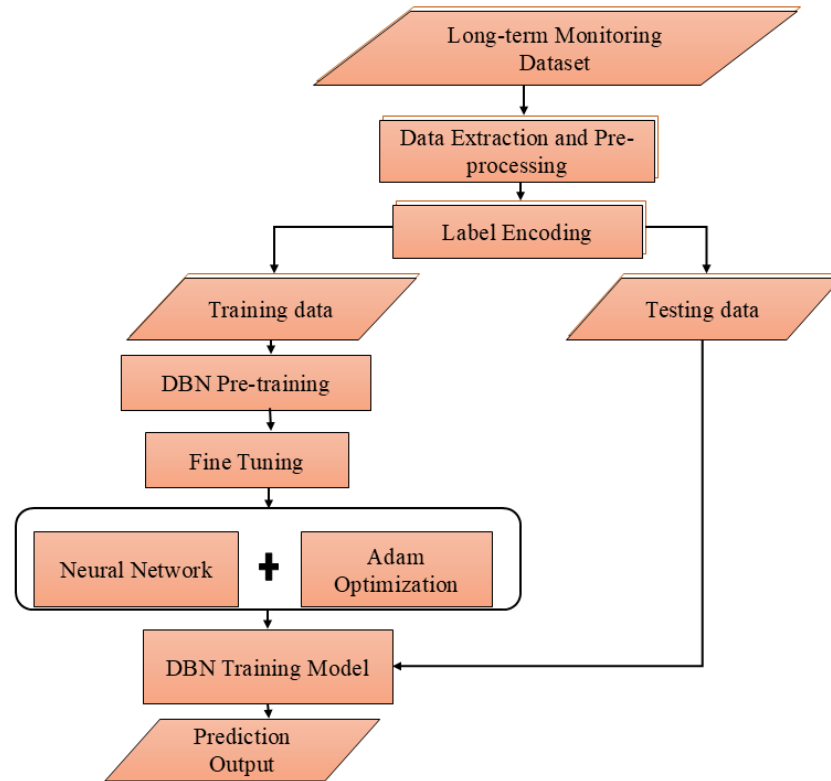 Long-term Monitoring
Dataset
Data Extraction and Pre-
processing
Label Encoding
Training data
Testing data
DBN Pre-training
Fine Tuning
Neural Network
+
Adam
Optimization
DBN Training Model
Prediction
Output